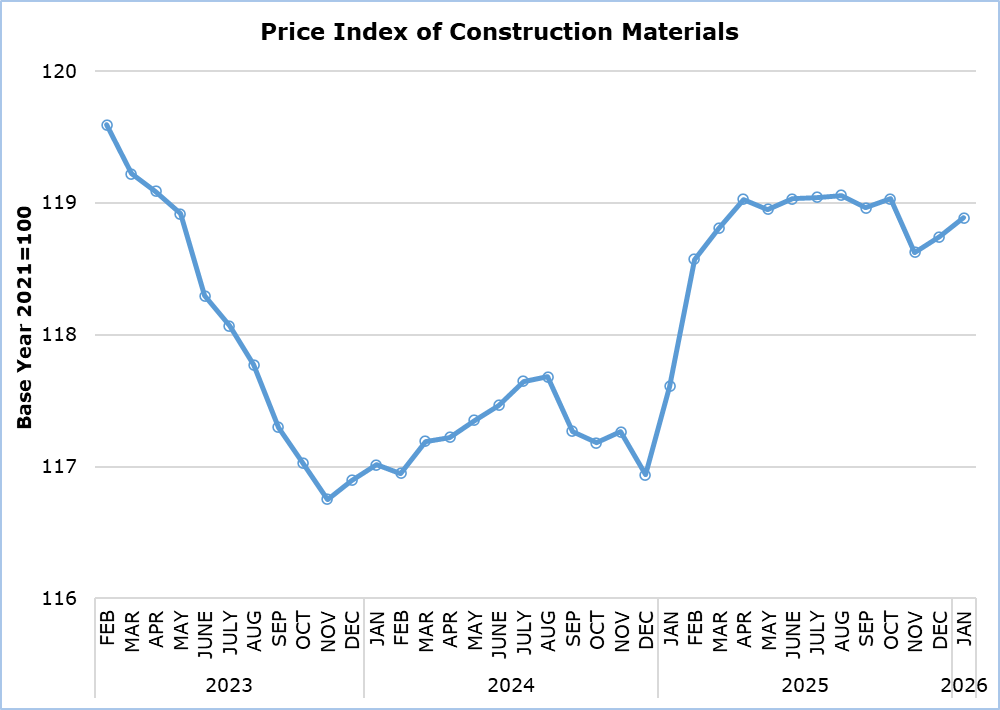 Price Index of Construction Materials
120
119
118
117
116
Base Year 2021=100
FEB MAR APR MAY JUNE JULY AUG SEP OCT NOV DEC JAN FEB MAR APR MAY JUNE JULY AUG SEP OCT NOV DEC JAN FEB MAR APR MAY JUNE JULY AUG SEP OCT NOV DEC JAN
2023 2024 2025 2026